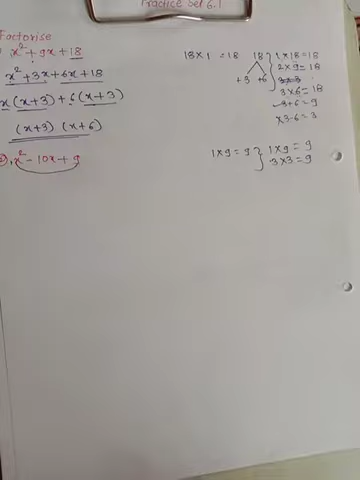 Practice Set 6.1
Factorise
x² + 9x + 18
x² + 3x + 6x + 18
x (x+3) + 6 (x+3)
(x+3) (x+6)
x² - 10x + 9
18 × 1 = 18
18
+3 +6
1 × 18 = 18
2 × 9 = 18
3 × 6 = 18
3+6 = 9
×3-6 = 3
1 × 9 = 9
1 × 9 = 9
3 × 3 = 9